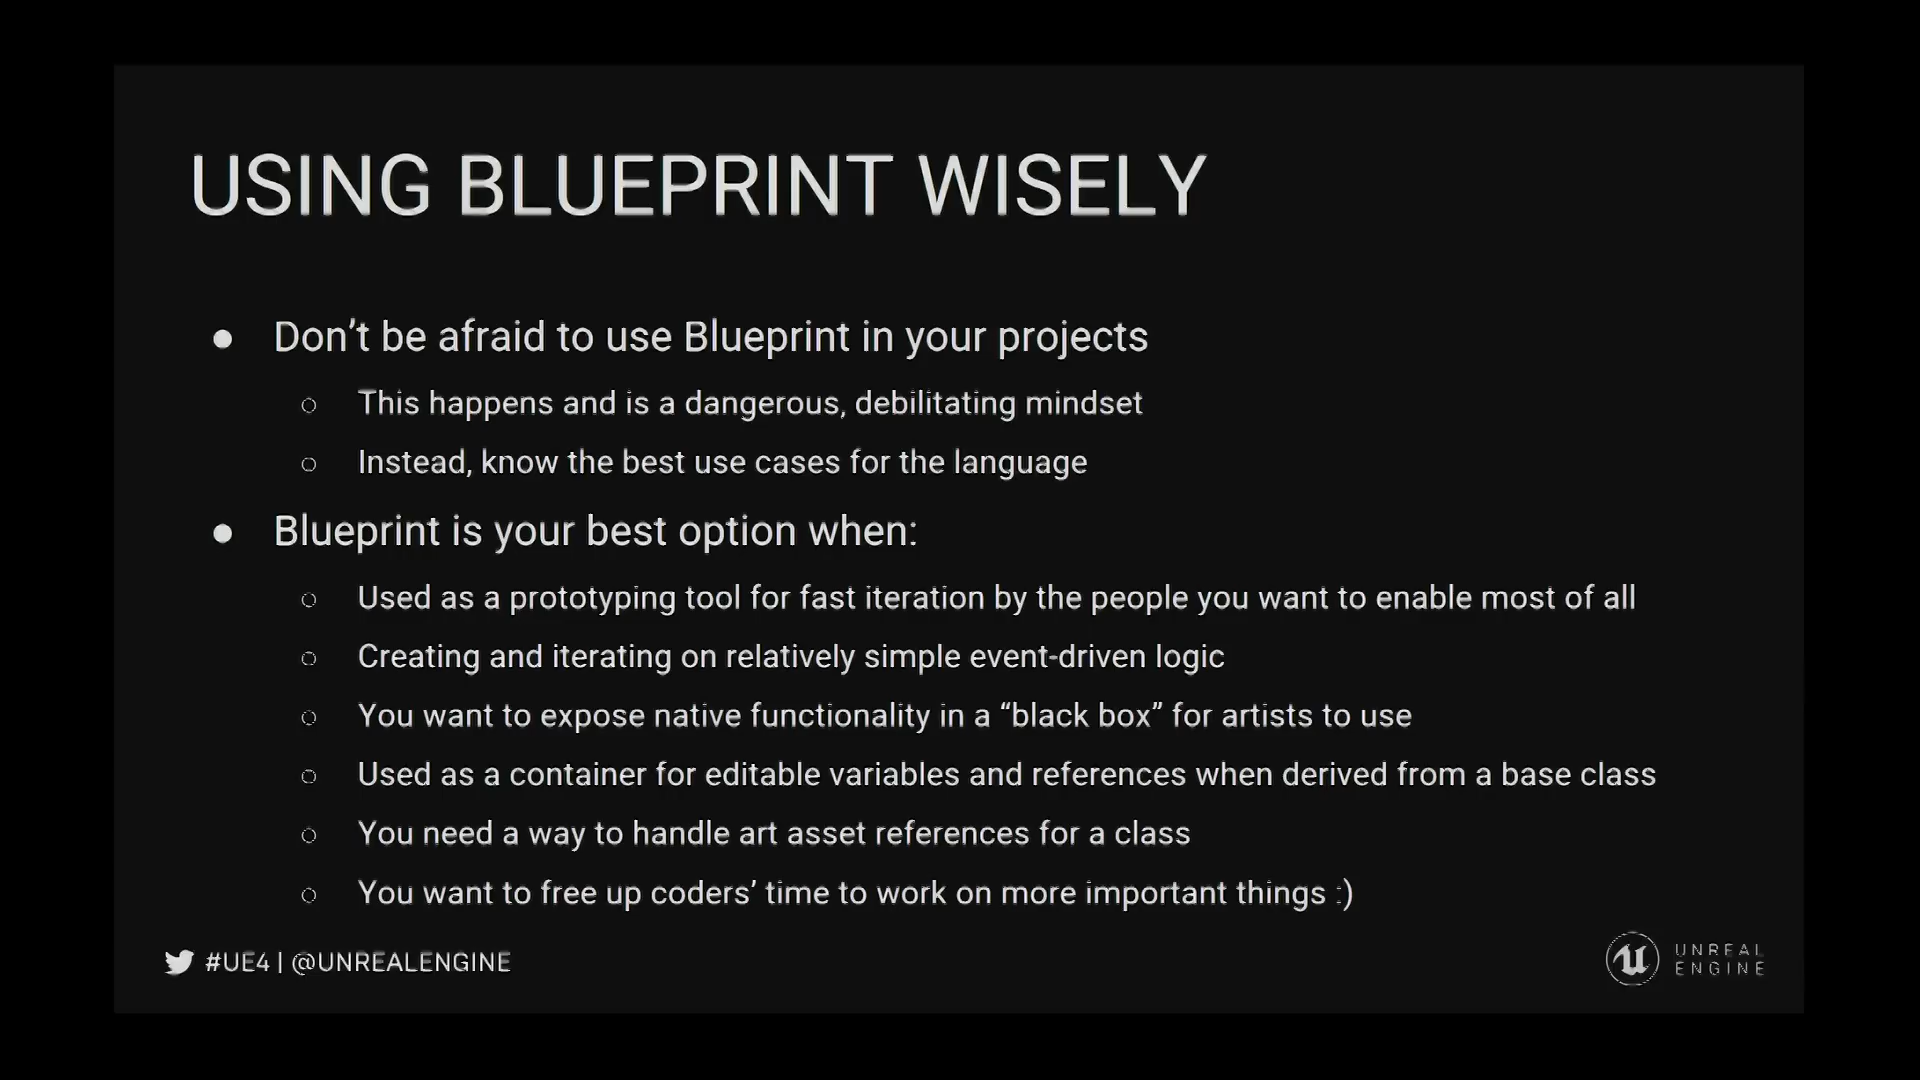 USING BLUEPRINT WISELY
● Don’t be afraid to use Blueprint in your projects
○ This happens and is a dangerous, debilitating mindset
○ Instead, know the best use cases for the language
● Blueprint is your best option when:
○ Used as a prototyping tool for fast iteration by the people you want to enable most of all
○ Creating and iterating on relatively simple event-driven logic
○ You want to expose native functionality in a “black box” for artists to use
○ Used as a container for editable variables and references when derived from a base class
○ You need a way to handle art asset references for a class
○ You want to free up coders’ time to work on more important things :)
#UE4 | @UNREALENGINE
UNREAL
ENGINE